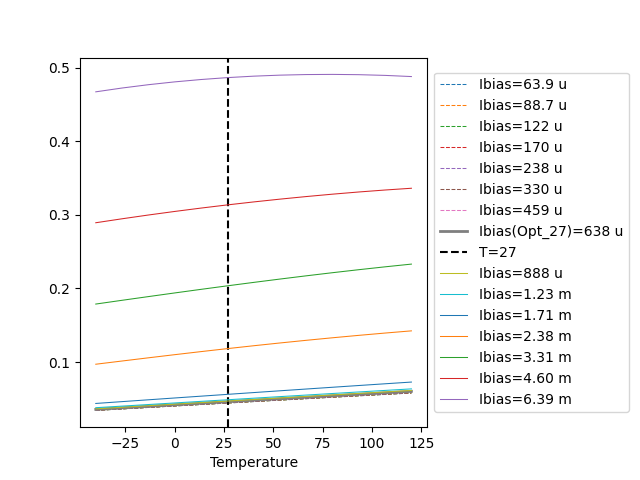 0.5
0.4
0.3
0.2
0.1
−25
0
25
50
75
100
125
Temperature
Ibias=63.9 u
Ibias=88.7 u
Ibias=122 u
Ibias=170 u
Ibias=238 u
Ibias=330 u
Ibias=459 u
Ibias(Opt_27)=638 u
T=27
Ibias=888 u
Ibias=1.23 m
Ibias=1.71 m
Ibias=2.38 m
Ibias=3.31 m
Ibias=4.60 m
Ibias=6.39 m